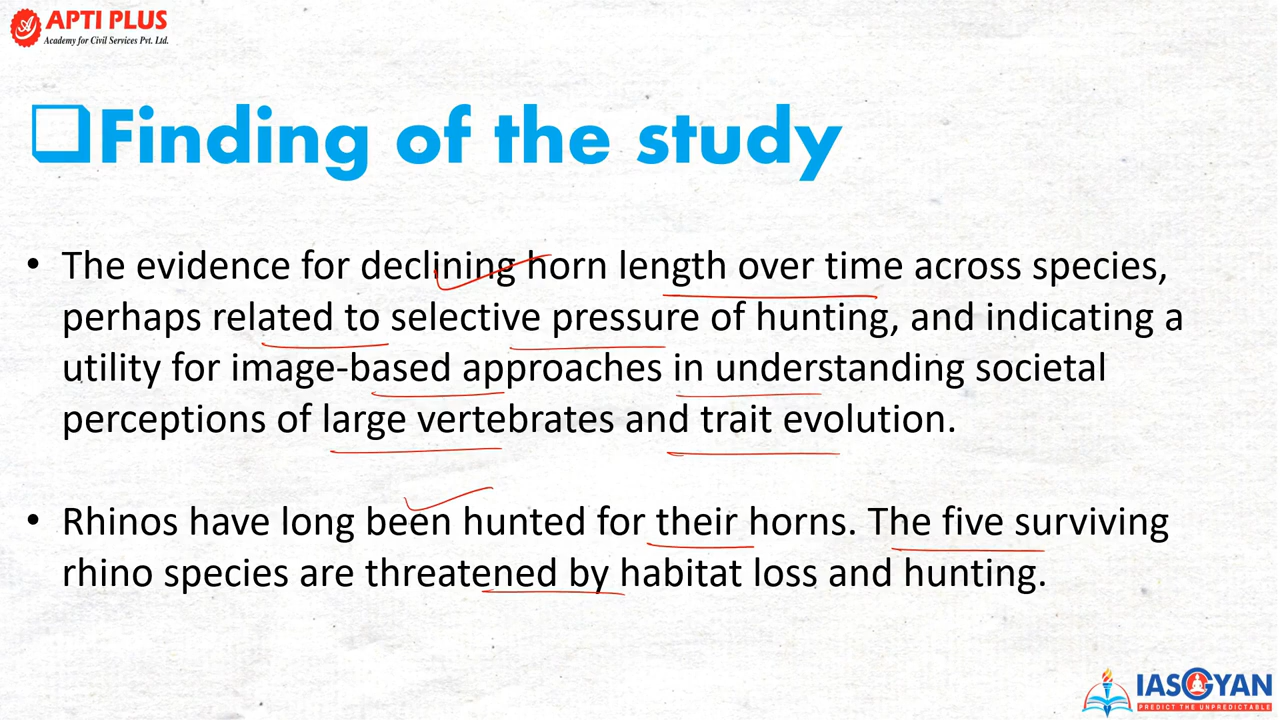 APTI PLUS
Academy for Civil Services Pvt. Ltd.
Finding of the study
• The evidence for declining horn length over time across species,
perhaps related to selective pressure of hunting, and indicating a
utility for image-based approaches in understanding societal
perceptions of large vertebrates and trait evolution.
• Rhinos have long been hunted for their horns. The five surviving
rhino species are threatened by habitat loss and hunting.
IASGYAN
PREDICT THE UNPREDICTABLE